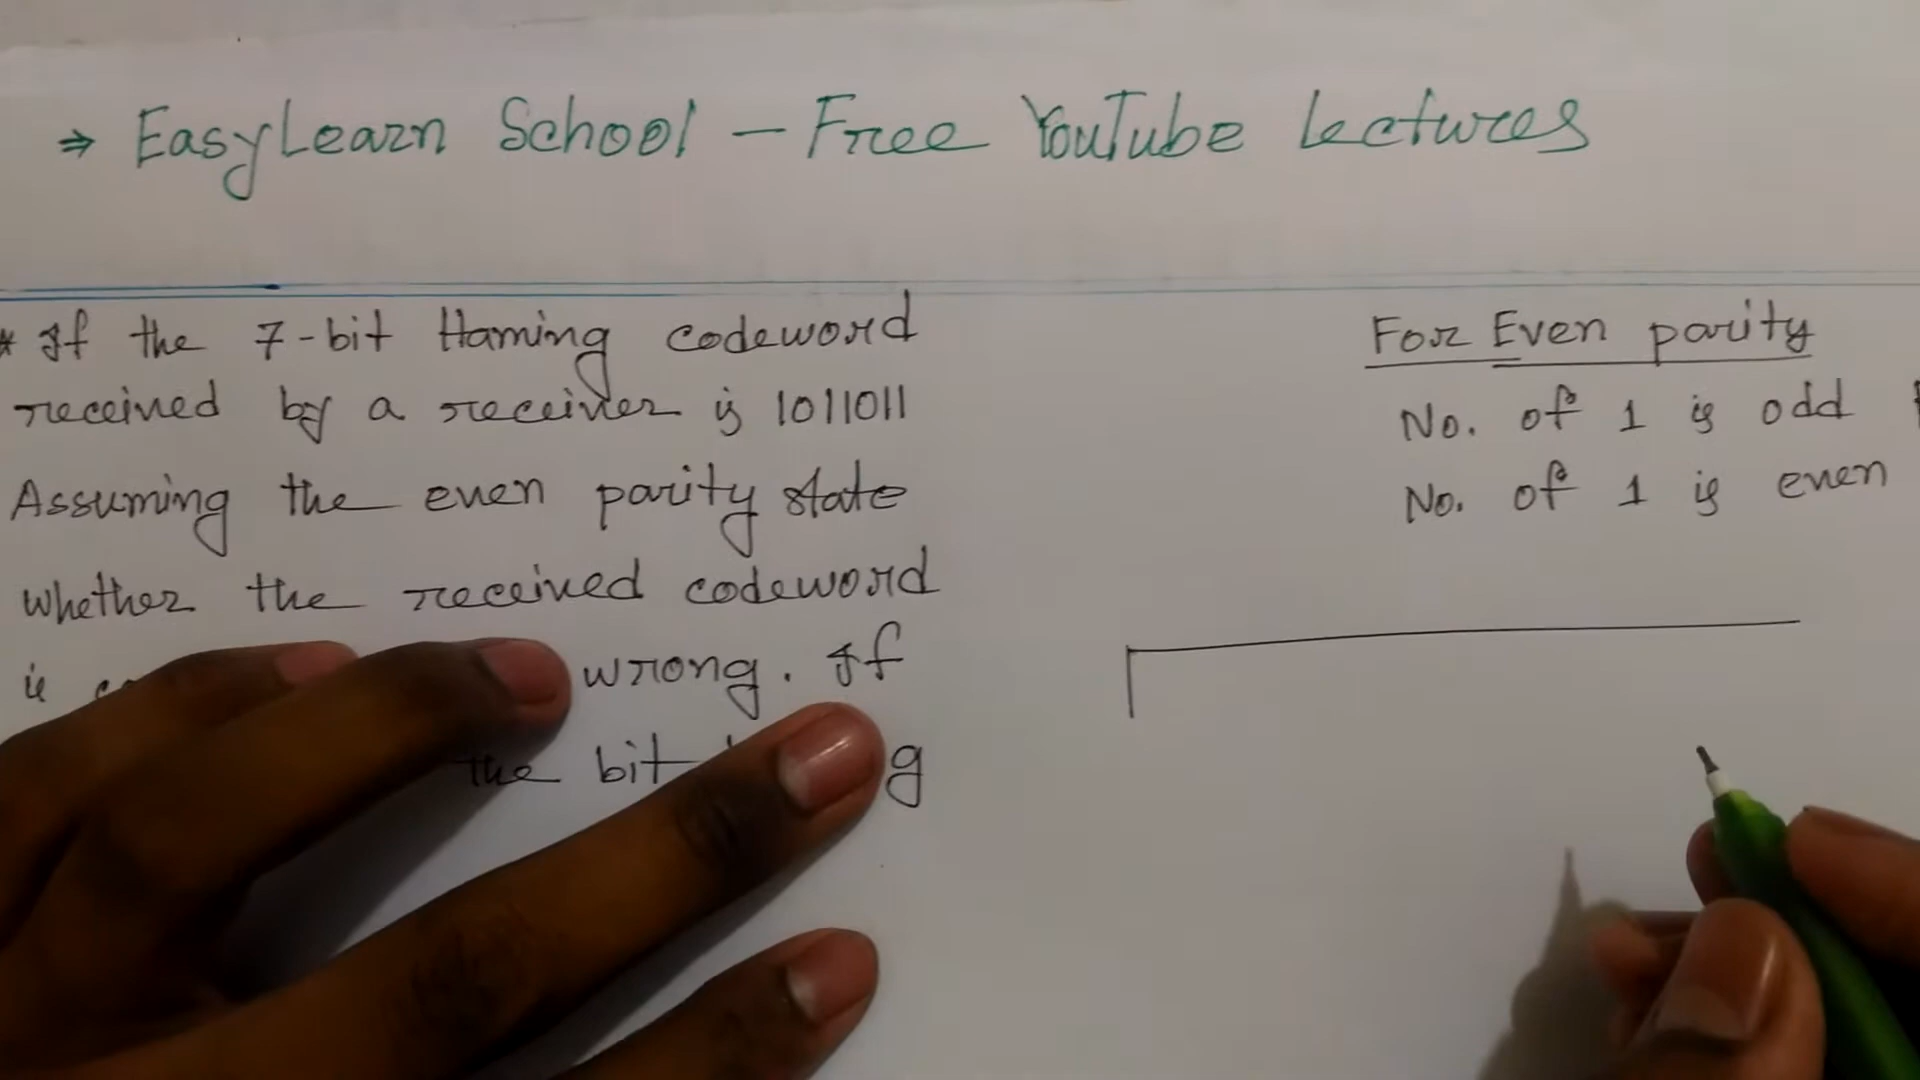 ⇒ EasyLearn School – Free YouTube Lectures
* If the 7-bit Haming codeword
received by a receiver is 1011011
Assuming the even parity state
whether the received codeword
is wrong. If
the bit g
For Even parity
No. of 1 is odd
No. of 1 is even